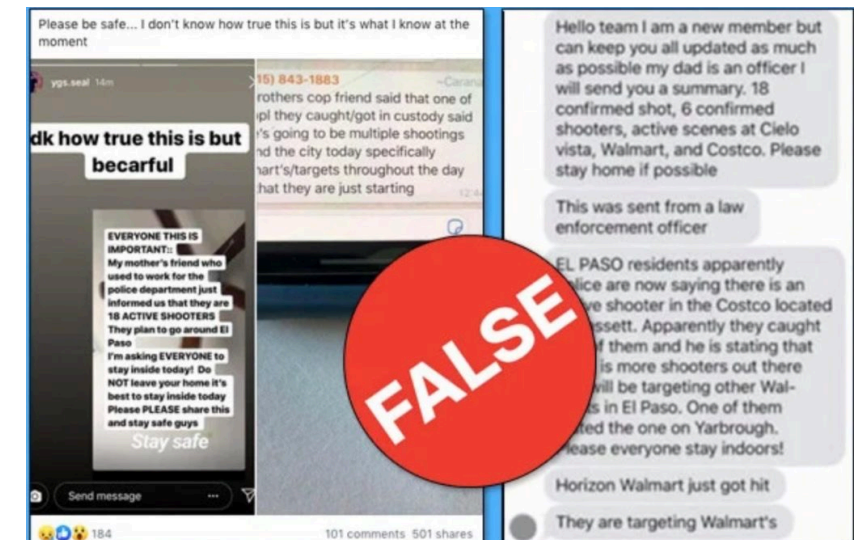 Please be safe... I don't know how true this is but it's what I know at the
moment
ygs.seal 14m
dk how true this is but
becarful
EVERYONE THIS IS
IMPORTANT::
My mother's friend who
used to work for the
police department just
informed us that they are
18 ACTIVE SHOOTERS
They plan to go around El
Paso
I'm asking EVERYONE to
stay inside today! Do
NOT leave your home it's
best to stay inside today
Please PLEASE share this
and stay safe guys
Stay safe
Send message
184
101 comments 501 shares
15) 843-1883
rothers cop friend said that one of
pl they caught/got in custody said
's going to be multiple shootings
nd the city today specifically
art's/targets throughout the day
hat they are just starting
FALSE
Hello team I am a new member but
can keep you all updated as much
as possible my dad is an officer I
will send you a summary. 18
confirmed shot, 6 confirmed
shooters, active scenes at Cielo
vista, Walmart, and Costco. Please
stay home if possible
This was sent from a law
enforcement officer
EL PASO residents apparently
lice are now saying there is an
ve shooter in the Costco located
ssett. Apparently they caught
f them and he is stating that
is more shooters out there
will be targeting other Wal-
s in El Paso. One of them
ted the one on Yarbrough.
lease everyone stay indoors!
Horizon Walmart just got hit
They are targeting Walmart's